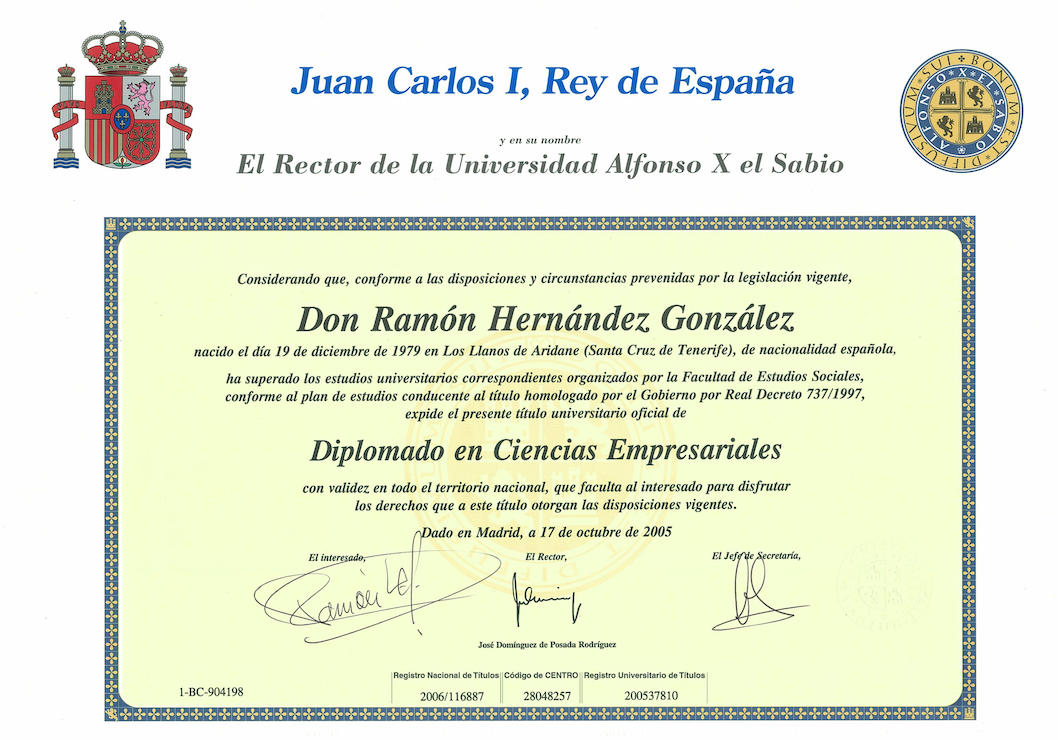 Juan Carlos I, Rey de España
y en su nombre
El Rector de la Universidad Alfonso X el Sabio
ALFONSO·X·EL·SABIO
BONUM·EST·DIFFUSIVUM·SUI
Considerando que, conforme a las disposiciones y circunstancias prevenidas por la legislación vigente,
Don Ramón Hernández González
nacido el día 19 de diciembre de 1979 en Los Llanos de Aridane (Santa Cruz de Tenerife), de nacionalidad española,
ha superado los estudios universitarios correspondientes organizados por la Facultad de Estudios Sociales,
conforme al plan de estudios conducente al título homologado por el Gobierno por Real Decreto 737/1997,
expide el presente título universitario oficial de
Diplomado en Ciencias Empresariales
con validez en todo el territorio nacional, que faculta al interesado para disfrutar
los derechos que a este título otorgan las disposiciones vigentes.
Dado en Madrid, a 17 de octubre de 2005
El interesado, El Rector, El Jefe de Secretaría,
Ramón
José Domínguez de Posada Rodríguez
Registro Nacional de Títulos Código de CENTRO Registro Universitario de Títulos
1-BC-904198 2006/116887 28048257 200537810